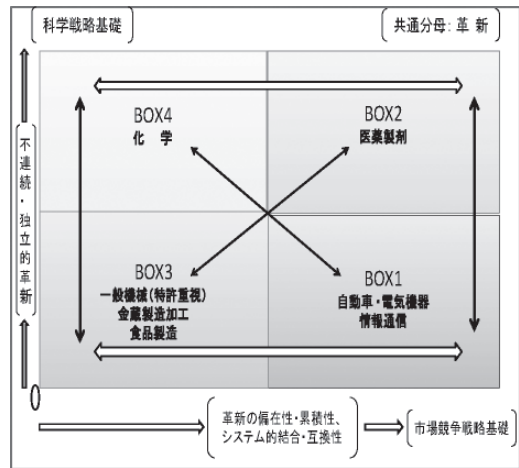 科学戦略基礎
共通分母：革 新
BOX4
化 学
BOX2
医薬製剤
不連続・独立的革新
BOX3
一般機械(特許重視)
金蔵製造加工
食品製造
BOX1
自動車・電気機器
情報通信
0
革新の偏在性・累積性、
システム的結合・互換性
市場競争戦略基礎